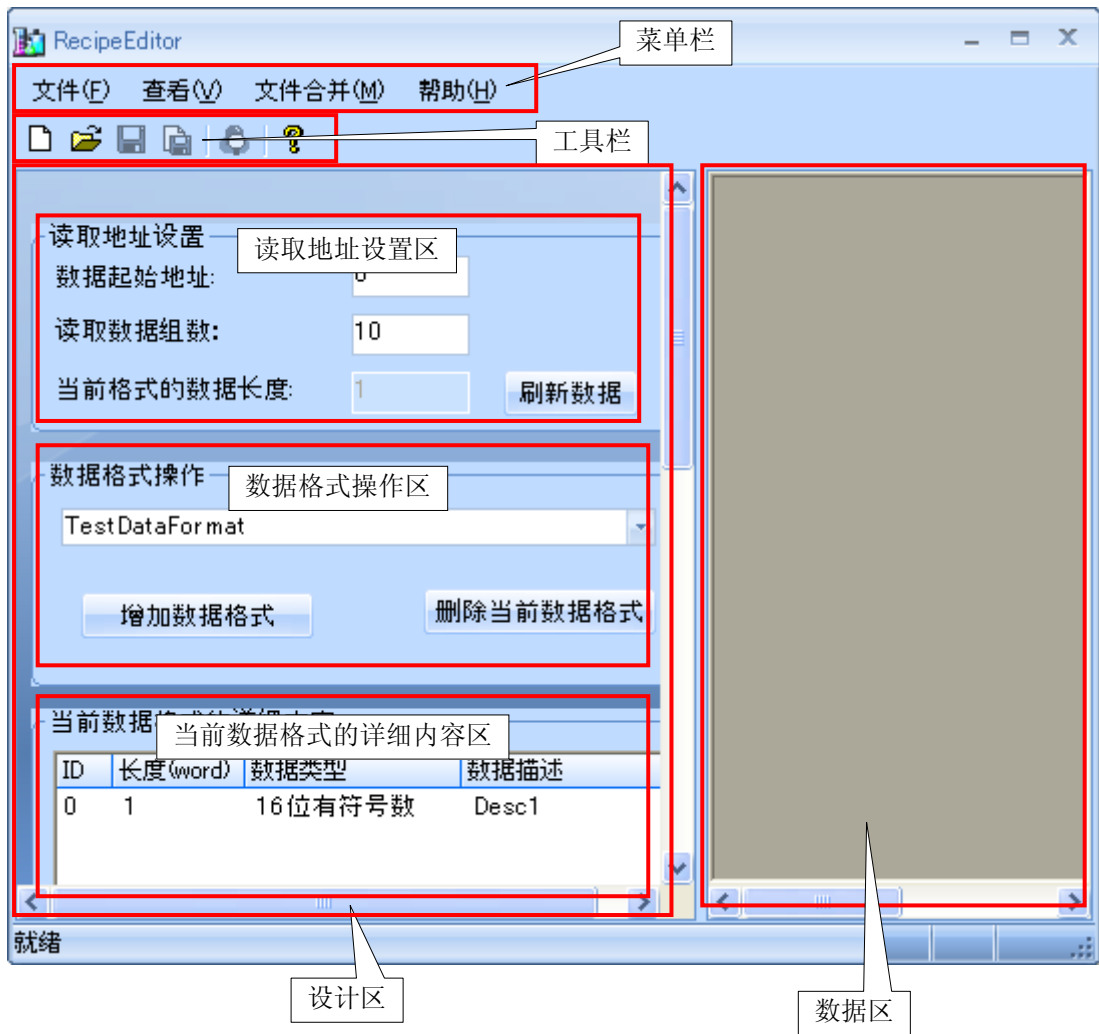 RecipeEditor
菜单栏
文件(F) 查看(V) 文件合并(M) 帮助(H)
工具栏
读取地址设置
读取地址设置区
数据起始地址:
读取数据组数: 10
当前格式的数据长度: 1 刷新数据
数据格式操作
数据格式操作区
TestDataFormat
增加数据格式 删除当前数据格式
当前数据
当前数据格式的详细内容区
ID 长度(word) 数据类型 数据描述
0 1 16位有符号数 Desc1
就绪
设计区
数据区